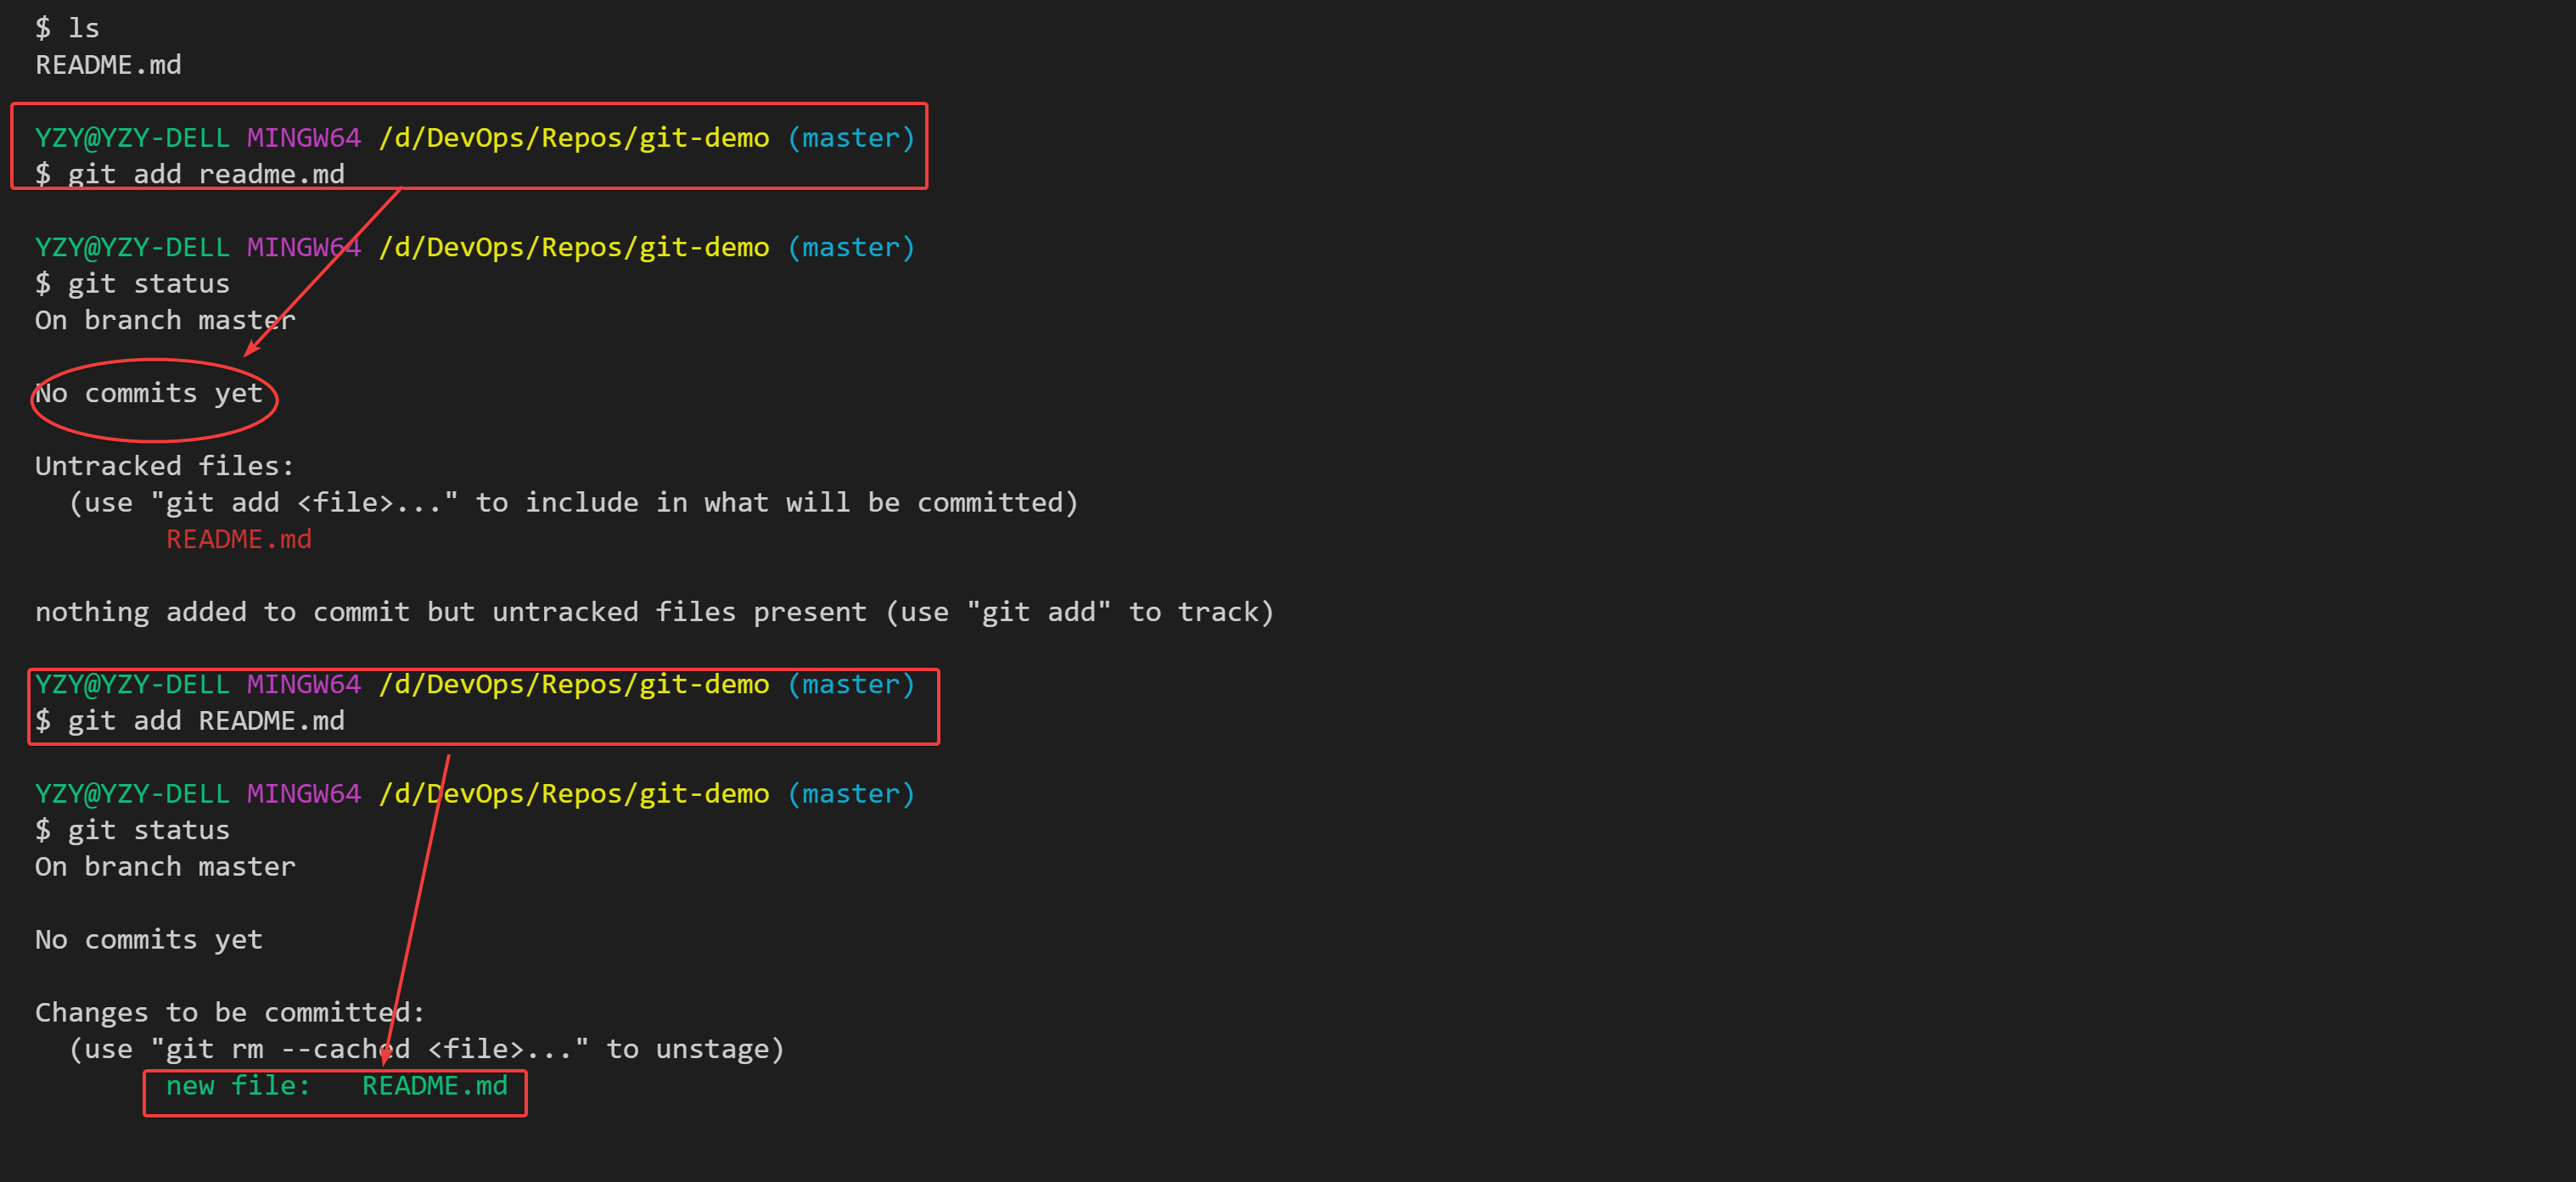 $ ls
README.md
YZY@YZY-DELL MINGW64 /d/DevOps/Repos/git-demo (master)
$ git add readme.md
YZY@YZY-DELL MINGW64 /d/DevOps/Repos/git-demo (master)
$ git status
On branch master
No commits yet
Untracked files:
  (use "git add <file>..." to include in what will be committed)
        README.md
nothing added to commit but untracked files present (use "git add" to track)
YZY@YZY-DELL MINGW64 /d/DevOps/Repos/git-demo (master)
$ git add README.md
YZY@YZY-DELL MINGW64 /d/DevOps/Repos/git-demo (master)
$ git status
On branch master
No commits yet
Changes to be committed:
  (use "git rm --cached <file>..." to unstage)
        new file:   README.md